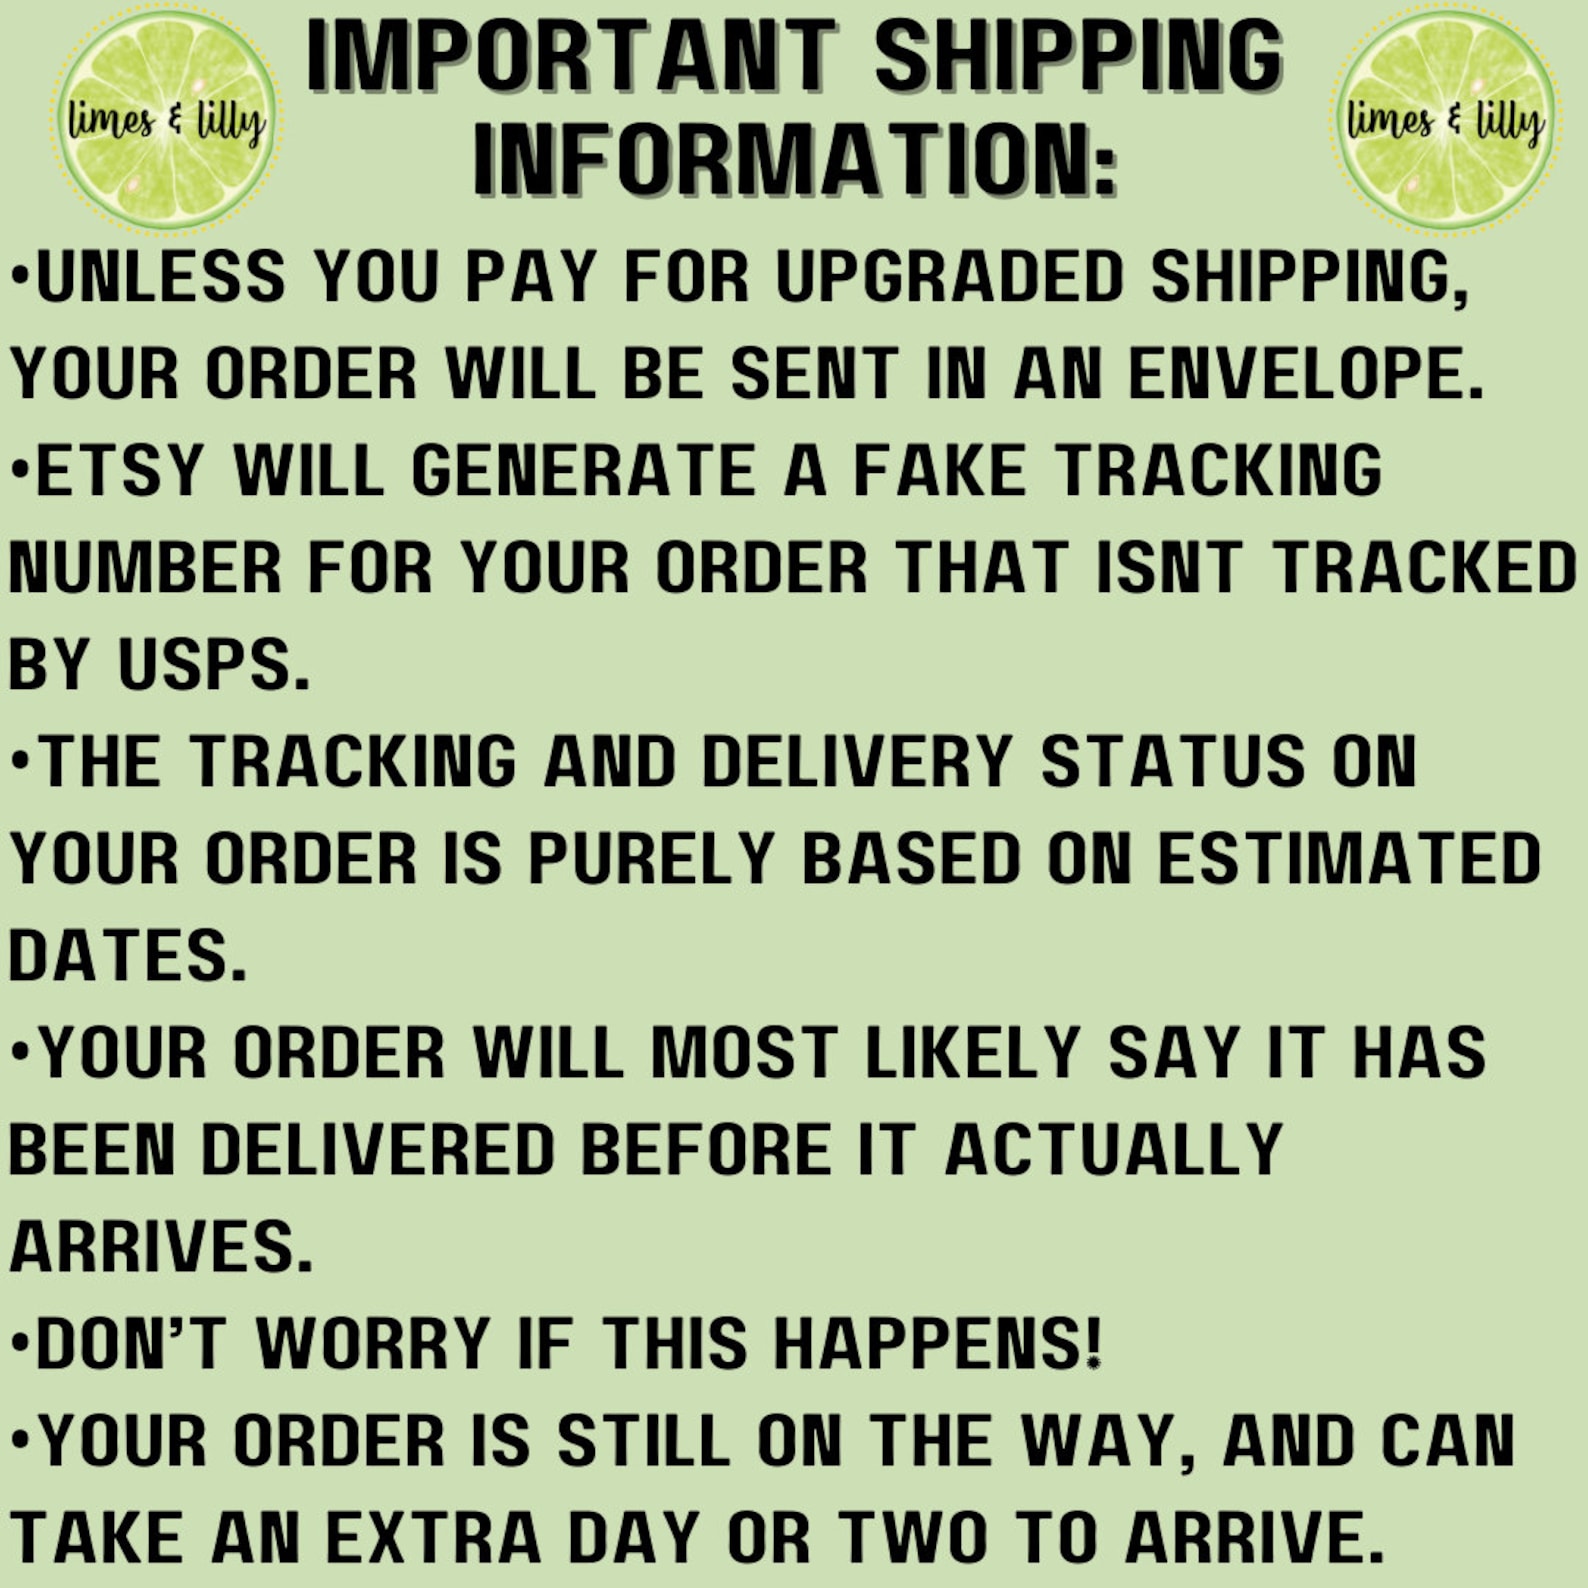 limes & lilly
IMPORTANT SHIPPING
INFORMATION:
limes & lilly
•UNLESS YOU PAY FOR UPGRADED SHIPPING,
YOUR ORDER WILL BE SENT IN AN ENVELOPE.
•ETSY WILL GENERATE A FAKE TRACKING
NUMBER FOR YOUR ORDER THAT ISNT TRACKED
BY USPS.
•THE TRACKING AND DELIVERY STATUS ON
YOUR ORDER IS PURELY BASED ON ESTIMATED
DATES.
•YOUR ORDER WILL MOST LIKELY SAY IT HAS
BEEN DELIVERED BEFORE IT ACTUALLY
ARRIVES.
•DON’T WORRY IF THIS HAPPENS!
•YOUR ORDER IS STILL ON THE WAY, AND CAN
TAKE AN EXTRA DAY OR TWO TO ARRIVE.